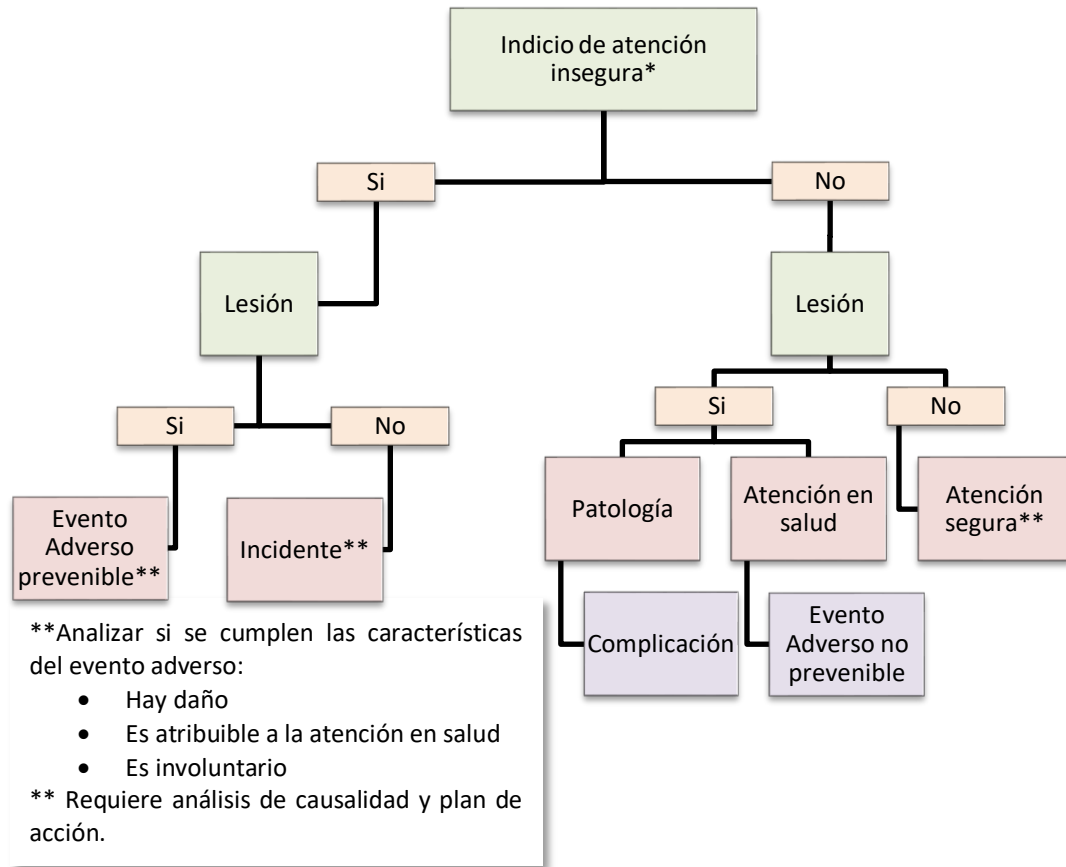 Indicio de atención
insegura*
Si
No
Lesión
Lesión
Si
No
Si
No
Evento
Adverso
prevenible**
Incidente**
Patología
Atención en
salud
Atención
segura**
Complicación
Evento
Adverso no
prevenible
**Analizar si se cumplen las características
del evento adverso:
• Hay daño
• Es atribuible a la atención en salud
• Es involuntario
** Requiere análisis de causalidad y plan de
acción.